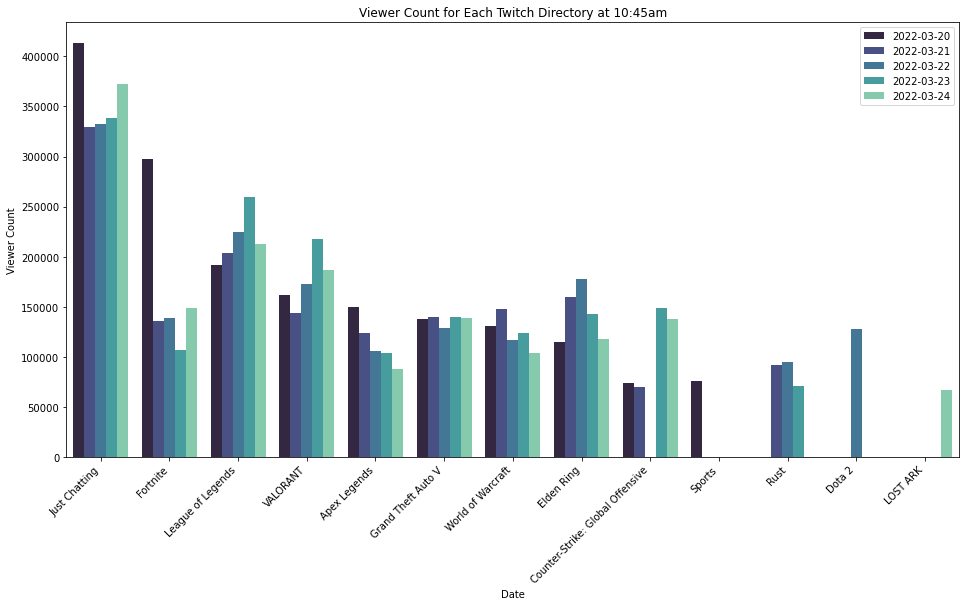 Viewer Count for Each Twitch Directory at 10:45am
2022-03-20
2022-03-21
2022-03-22
2022-03-23
2022-03-24
400000
350000
300000
250000
200000
150000
100000
50000
0
Viewer Count
Just Chatting
Fortnite
League of Legends
VALORANT
Apex Legends
Grand Theft Auto V
World of Warcraft
Elden Ring
Counter-Strike: Global Offensive
Sports
Rust
Dota 2
LOST ARK
Date